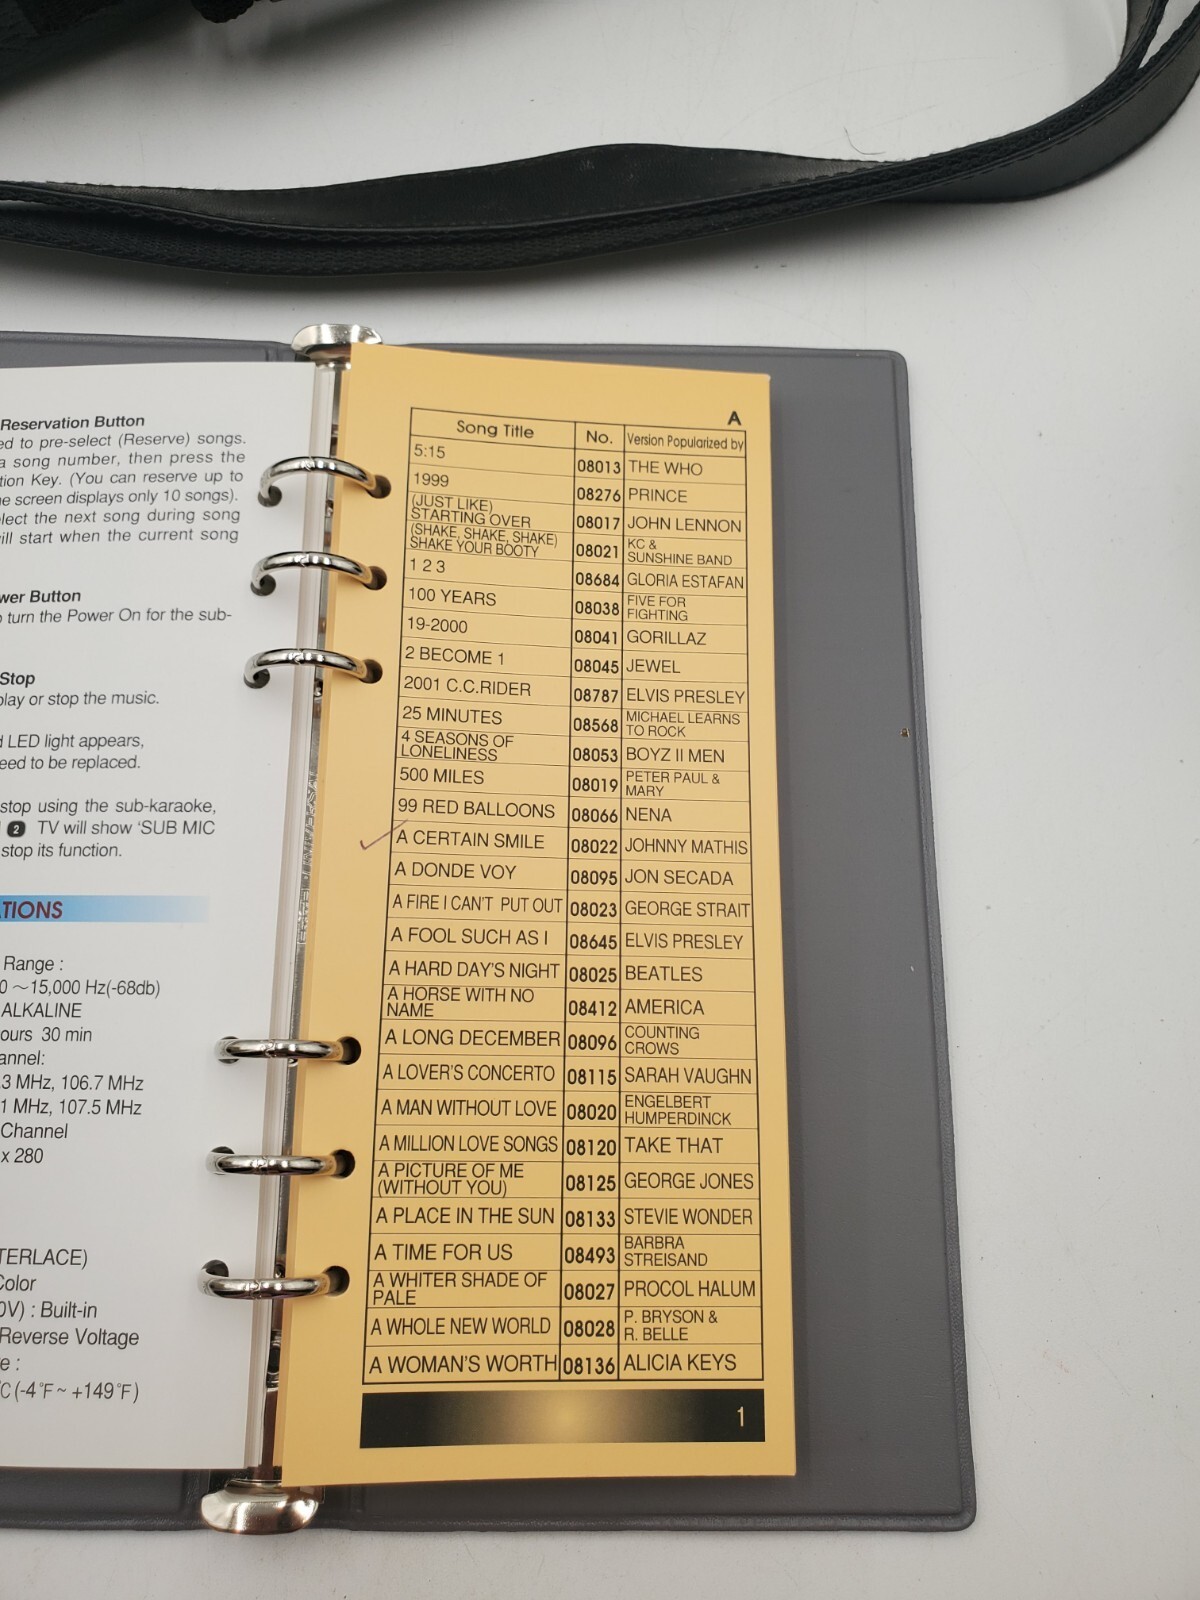 Reservation Button
ed to pre-select (Reserve) songs.
a song number, then press the
tion Key. (You can reserve up to
e screen displays only 10 songs).
lect the next song during song
ill start when the current song
wer Button
o turn the Power On for the sub-
Stop
play or stop the music.
d LED light appears,
eed to be replaced.
stop using the sub-karaoke,
2 TV will show 'SUB MIC
stop its function.
ATIONS
Range :
0 ~15,000 Hz(-68db)
ALKALINE
ours 30 min
annel:
.3 MHz, 106.7 MHz
1 MHz, 107.5 MHz
Channel
x 280
TERLACE)
Color
0V) : Built-in
Reverse Voltage
e :
°C (-4°F~ +149°F)
A
Song Title No. Version Popularized by
5:15 08013 THE WHO
1999 08276 PRINCE
(JUST LIKE)
STARTING OVER 08017 JOHN LENNON
(SHAKE, SHAKE, SHAKE)
SHAKE YOUR BOOTY 08021 KC &
SUNSHINE BAND
1 2 3 08684 GLORIA ESTAFAN
100 YEARS 08038 FIVE FOR
FIGHTING
19-2000 08041 GORILLAZ
2 BECOME 1 08045 JEWEL
2001 C.C.RIDER 08787 ELVIS PRESLEY
25 MINUTES 08568 MICHAEL LEARNS
TO ROCK
4 SEASONS OF
LONELINESS 08053 BOYZ II MEN
500 MILES 08019 PETER PAUL &
MARY
99 RED BALLOONS 08066 NENA
A CERTAIN SMILE 08022 JOHNNY MATHIS
A DONDE VOY 08095 JON SECADA
A FIRE I CAN'T PUT OUT 08023 GEORGE STRAIT
A FOOL SUCH AS I 08645 ELVIS PRESLEY
A HARD DAY'S NIGHT 08025 BEATLES
A HORSE WITH NO
NAME 08412 AMERICA
A LONG DECEMBER 08096 COUNTING
CROWS
A LOVER'S CONCERTO 08115 SARAH VAUGHN
A MAN WITHOUT LOVE 08020 ENGELBERT
HUMPERDINCK
A MILLION LOVE SONGS 08120 TAKE THAT
A PICTURE OF ME
(WITHOUT YOU) 08125 GEORGE JONES
A PLACE IN THE SUN 08133 STEVIE WONDER
A TIME FOR US 08493 BARBRA
STREISAND
A WHITER SHADE OF
PALE 08027 PROCOL HALUM
A WHOLE NEW WORLD 08028 P. BRYSON &
R. BELLE
A WOMAN'S WORTH 08136 ALICIA KEYS
1